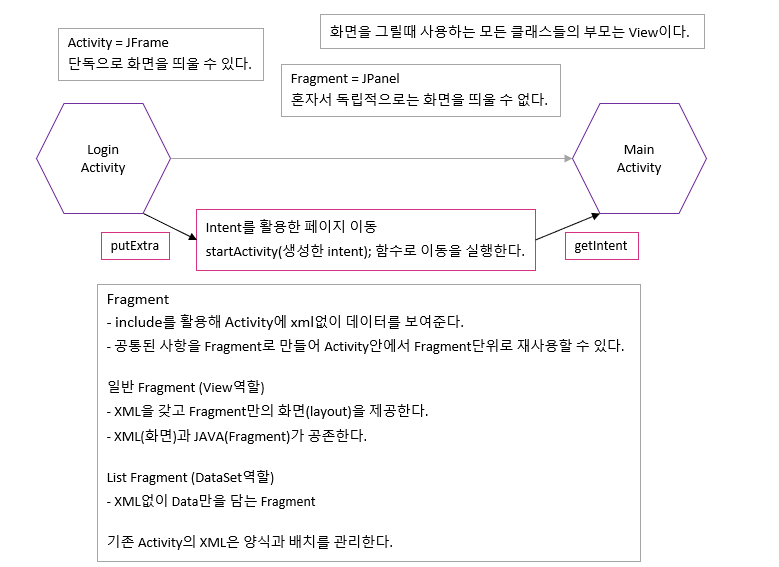 화면을 그릴때 사용하는 모든 클래스들의 부모는 View이다.
Activity = JFrame
단독으로 화면을 띄울 수 있다.
Fragment = JPanel
혼자서 독립적으로는 화면을 띄울 수 없다.
Login
Activity
Main
Activity
Intent를 활용한 페이지 이동
startActivity(생성한 intent); 함수로 이동을 실행한다.
putExtra
getIntent
Fragment
- include를 활용해 Activity에 xml없이 데이터를 보여준다.
- 공통된 사항을 Fragment로 만들어 Activity안에서 Fragment단위로 재사용할 수 있다.
일반 Fragment (View역할)
- XML을 갖고 Fragment만의 화면(layout)을 제공한다.
- XML(화면)과 JAVA(Fragment)가 공존한다.
List Fragment (DataSet역할)
- XML없이 Data만을 담는 Fragment
기존 Activity의 XML은 양식과 배치를 관리한다.